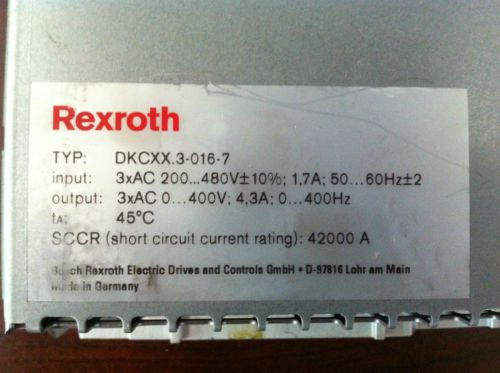 Rexroth
TYP: DKCXX.3-016-7
input: 3xAC 200...480V±10%; 1,7A; 50...60Hz±2
output: 3xAC 0...400V; 4,3A; 0...400Hz
tA: 45°C
SCCR (short circuit current rating): 42000 A
Bosch Rexroth Electric Drives and Controls GmbH • D-97816 Lohr am Main
Made in Germany